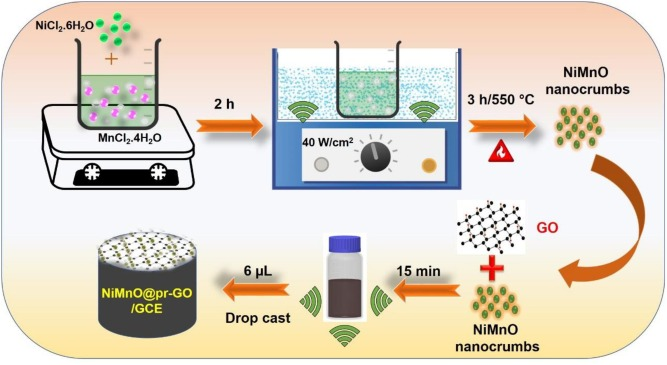 NiCl2.6H2O
+
MnCl2.4H2O
2 h
40 W/cm²
3 h/550 °C
NiMnO
nanocrumbs
GO
+
NiMnO
nanocrumbs
15 min
6 µL
Drop cast
NiMnO@pr-GO
/GCE